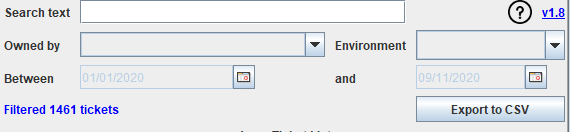 Search text ? v1.8
Owned by Environment
Between 01/01/2020 and 09/11/2020
Filtered 1461 tickets Export to CSV